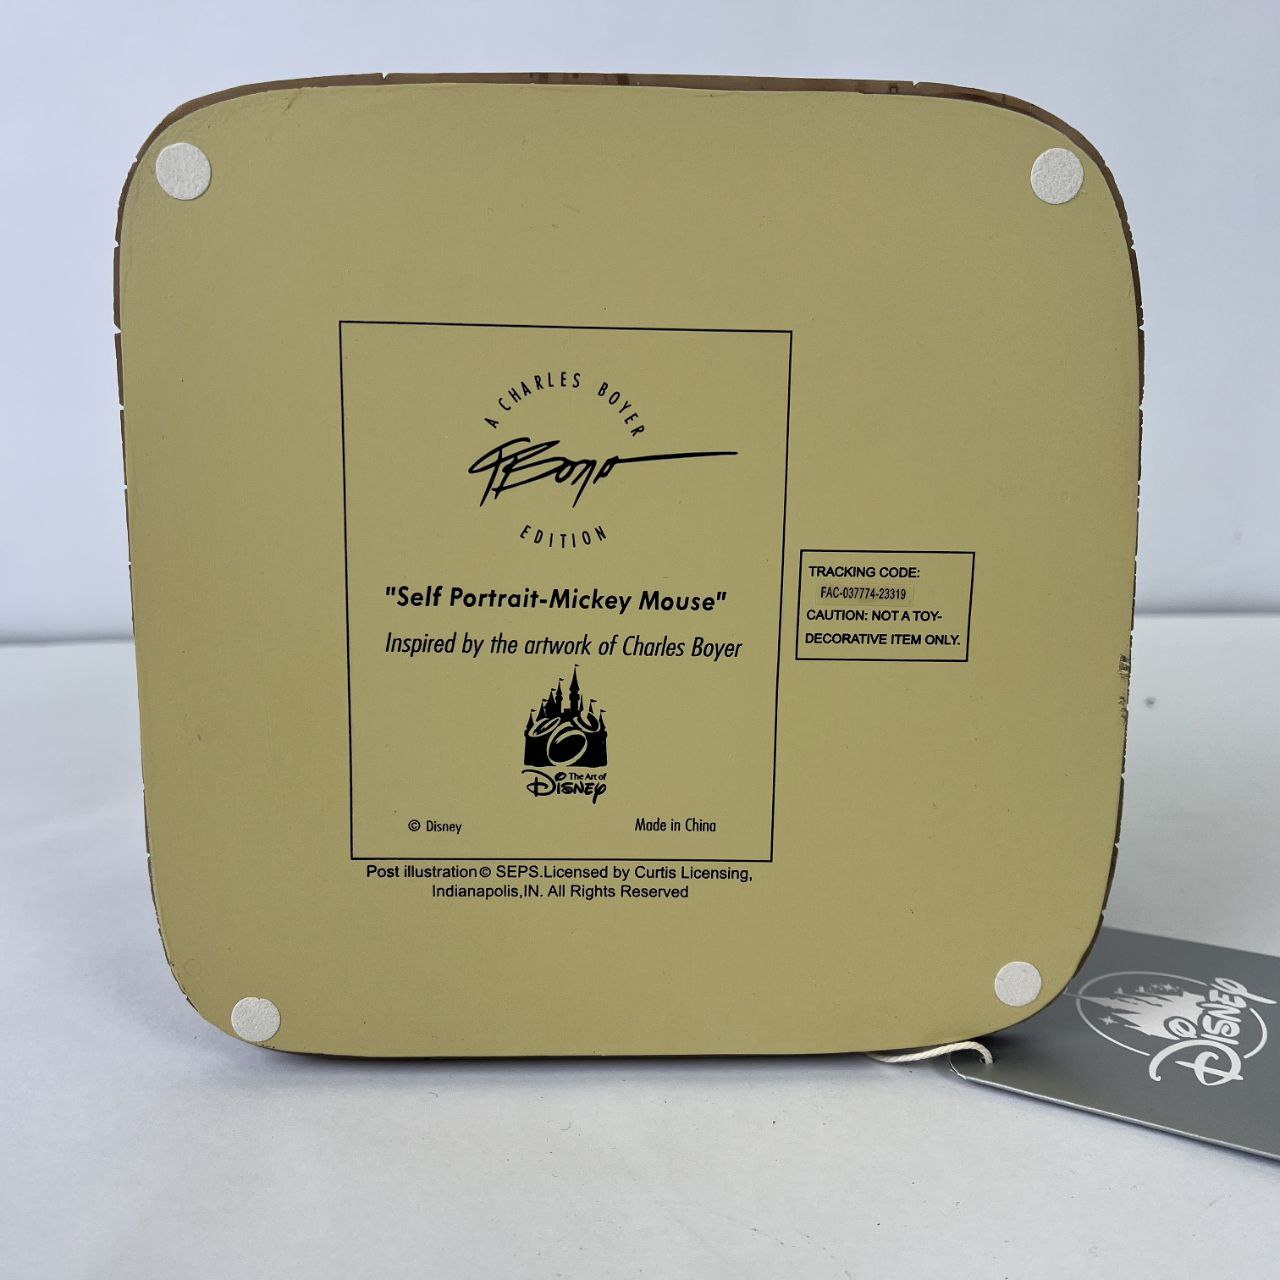 A CHARLES BOYER
CBoyer
EDITION
"Self Portrait-Mickey Mouse"
Inspired by the artwork of Charles Boyer
The Art of
DISNEY
© Disney
Made in China
Post illustration© SEPS.Licensed by Curtis Licensing,
Indianapolis,IN. All Rights Reserved
TRACKING CODE:
FAC-037774-23319
CAUTION: NOT A TOY-
DECORATIVE ITEM ONLY.
DISNEY